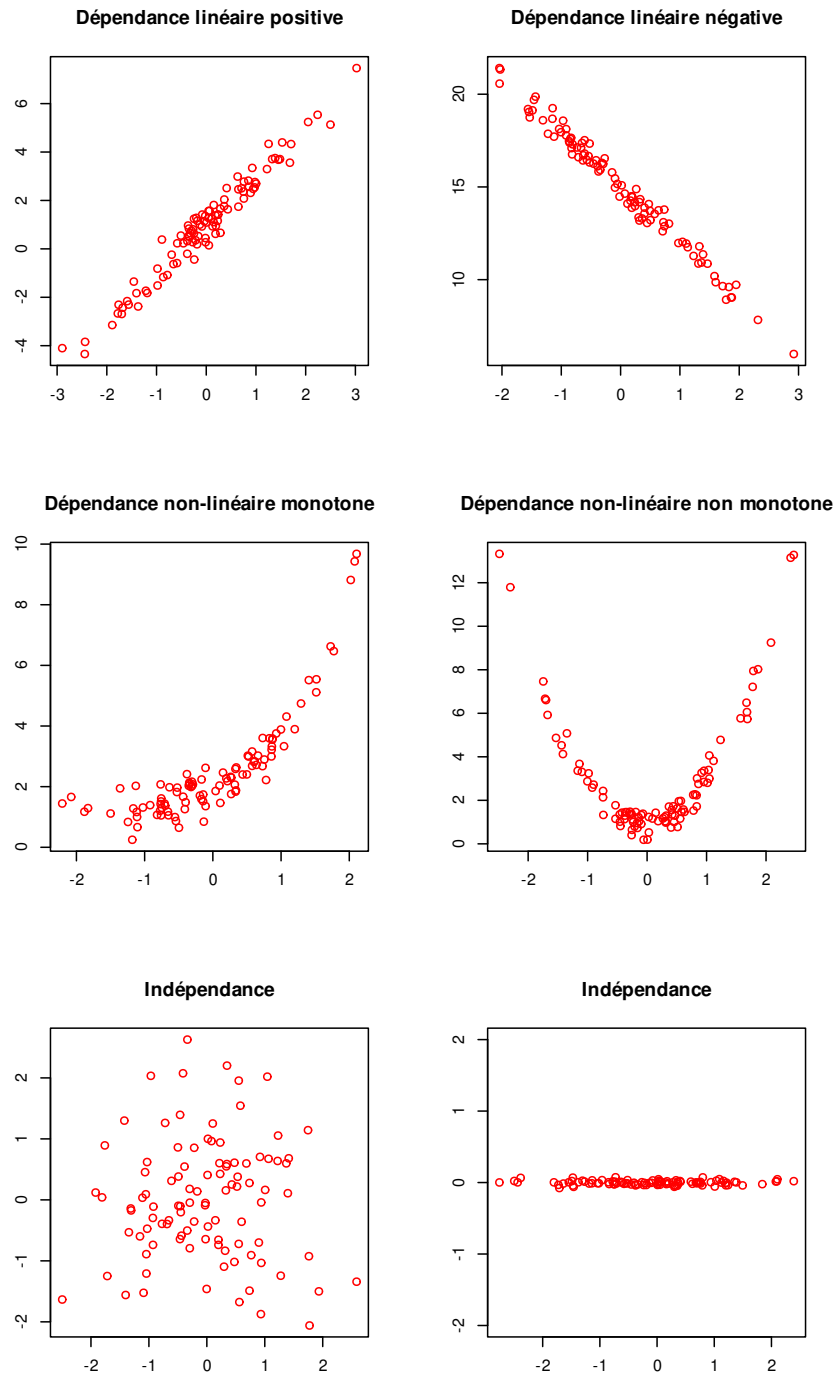 Dépendance linéaire positive
-4 -2 0 2 4 6
-3 -2 -1 0 1 2 3
Dépendance linéaire négative
10 15 20
-2 -1 0 1 2 3
Dépendance non-linéaire monotone
0 2 4 6 8 10
-2 -1 0 1 2
Dépendance non-linéaire non monotone
0 2 4 6 8 10 12
-2 -1 0 1 2
Indépendance
-2 -1 0 1 2
-2 -1 0 1 2
Indépendance
-2 -1 0 1 2
-2 -1 0 1 2